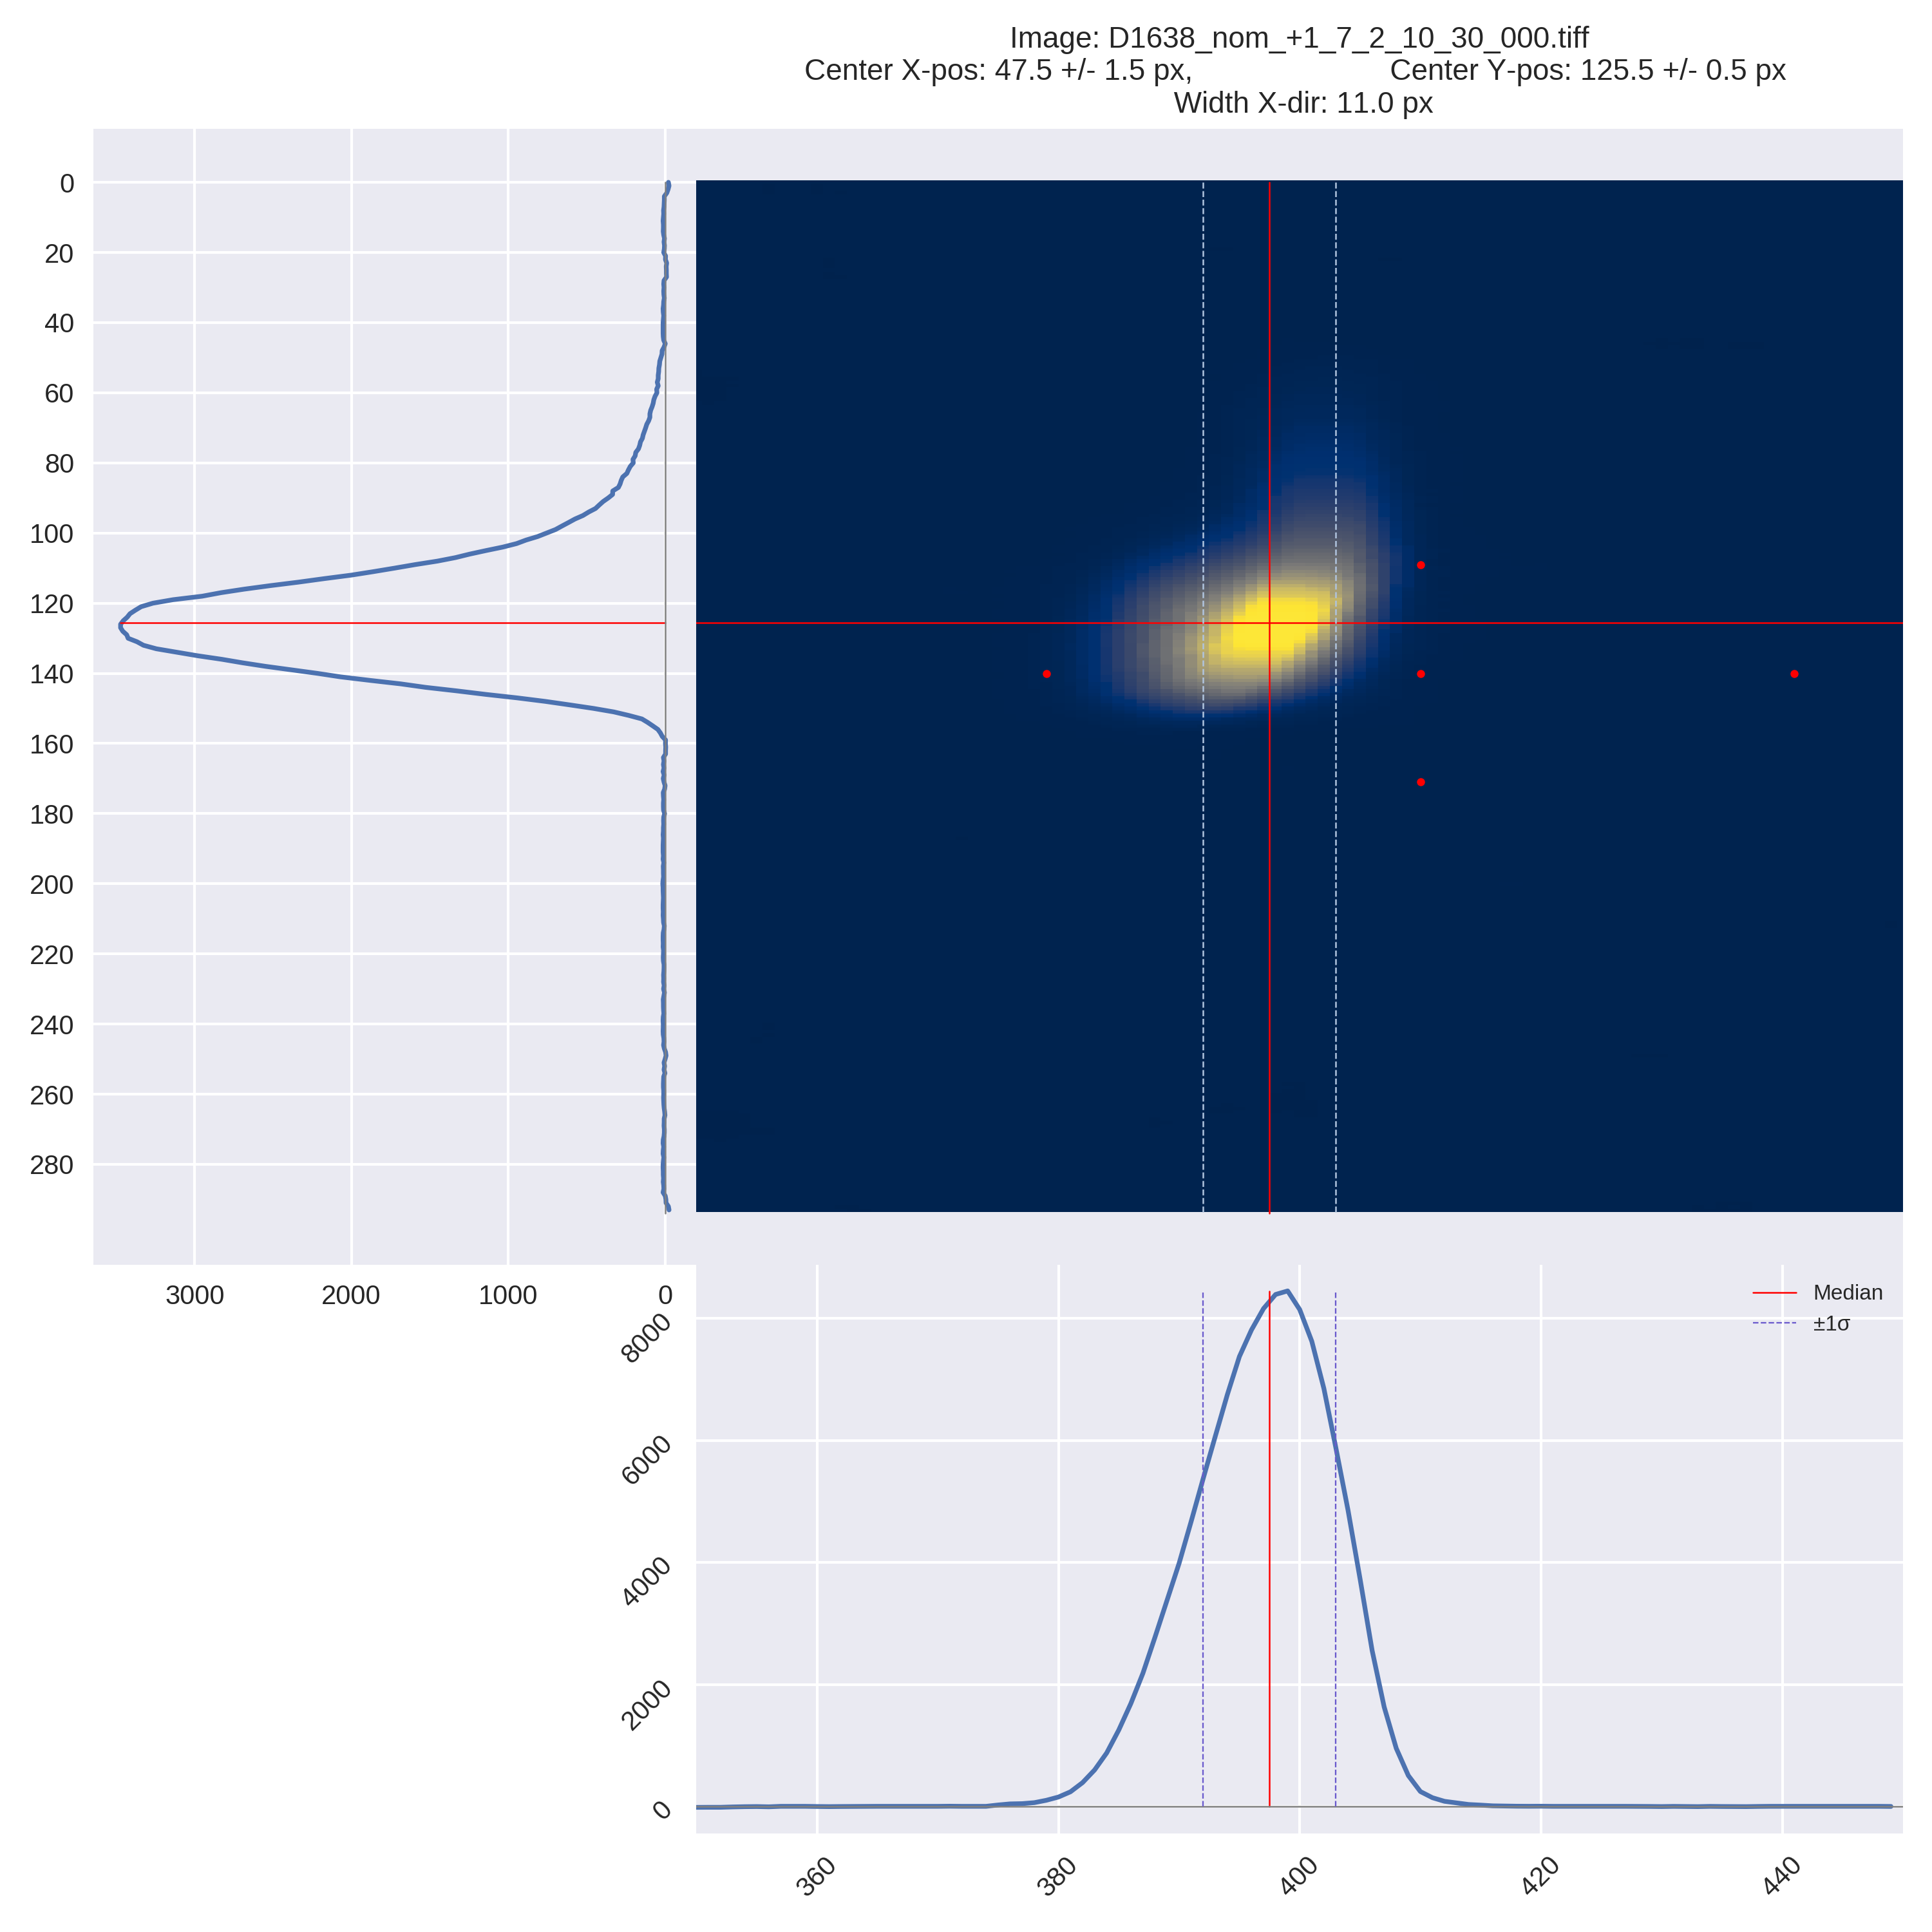 Image: D1638_nom_+1_7_2_10_30_000.tiff
Center X-pos: 47.5 +/- 1.5 px, Center Y-pos: 125.5 +/- 0.5 px
Width X-dir: 11.0 px
0
20
40
60
80
100
120
140
160
180
200
220
240
260
280
3000 2000 1000 0
Median
±1σ
8000
6000
4000
2000
0
360 380 400 420 440